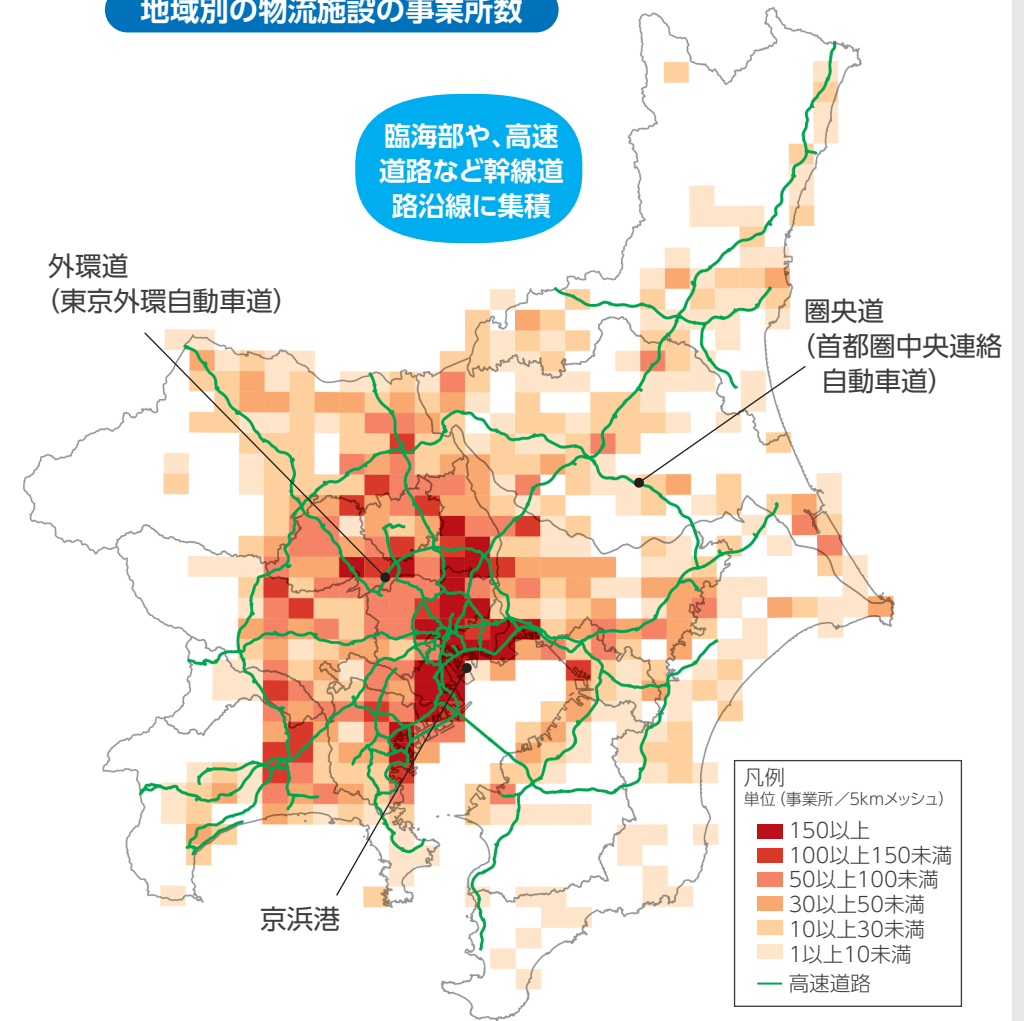 地域別の物流施設の事業所数
臨海部や、高速
道路など幹線道
路沿線に集積
外環道
（東京外環自動車道）
圏央道
（首都圏中央連絡
自動車道）
京浜港
凡例
単位（事業所／5kmメッシュ）
150以上
100以上150未満
50以上100未満
30以上50未満
10以上30未満
1以上10未満
高速道路